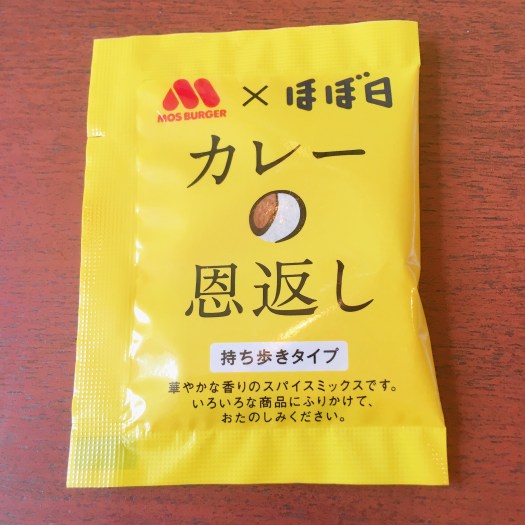 MOS BURGER × ほぼ日
カレー
の
恩返し
持ち歩きタイプ
華やかな香りのスパイスミックスです。
いろいろな商品にふりかけて、
おたのしみください。